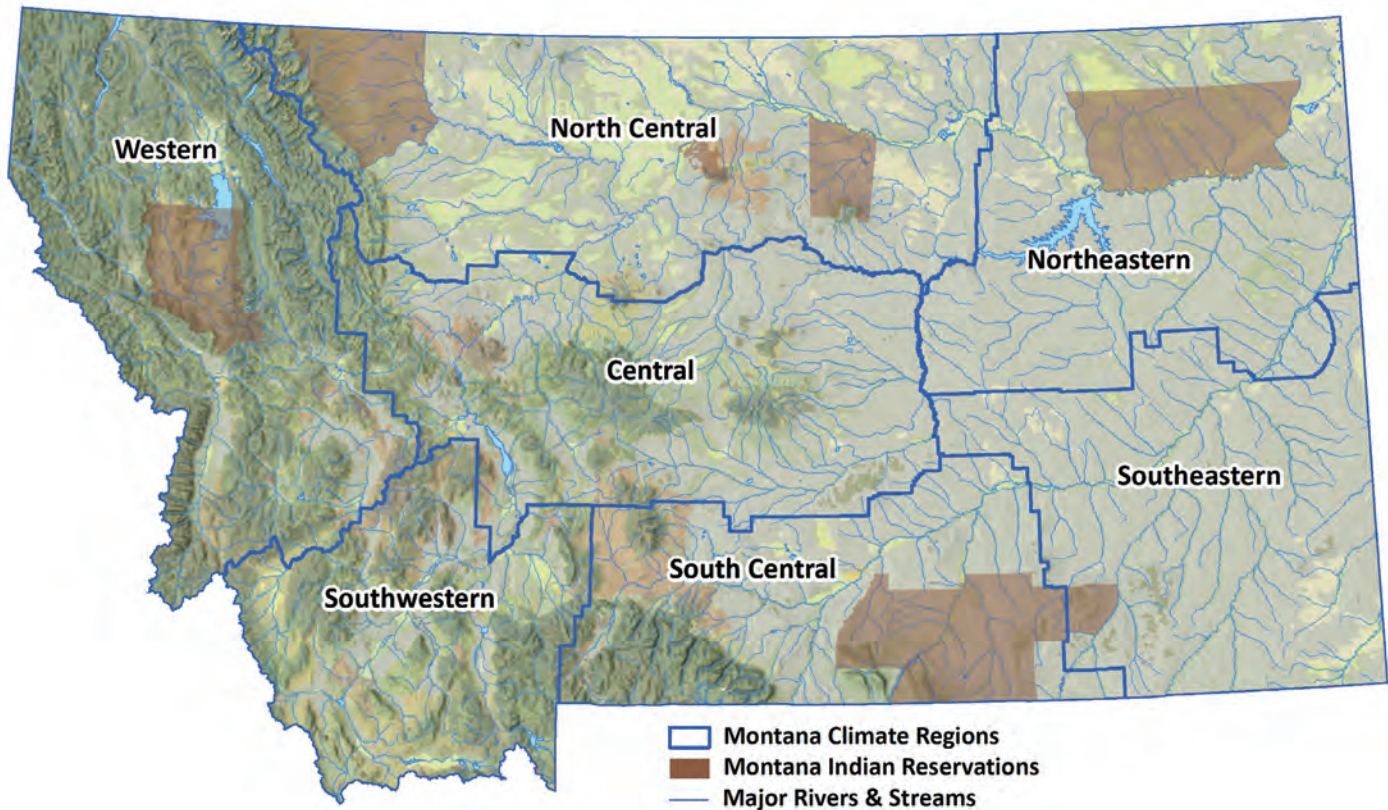 North Central
Western
Northeastern
Central
Southeastern
South Central
Southwestern
Montana Climate Regions
Montana Indian Reservations
Major Rivers & Streams